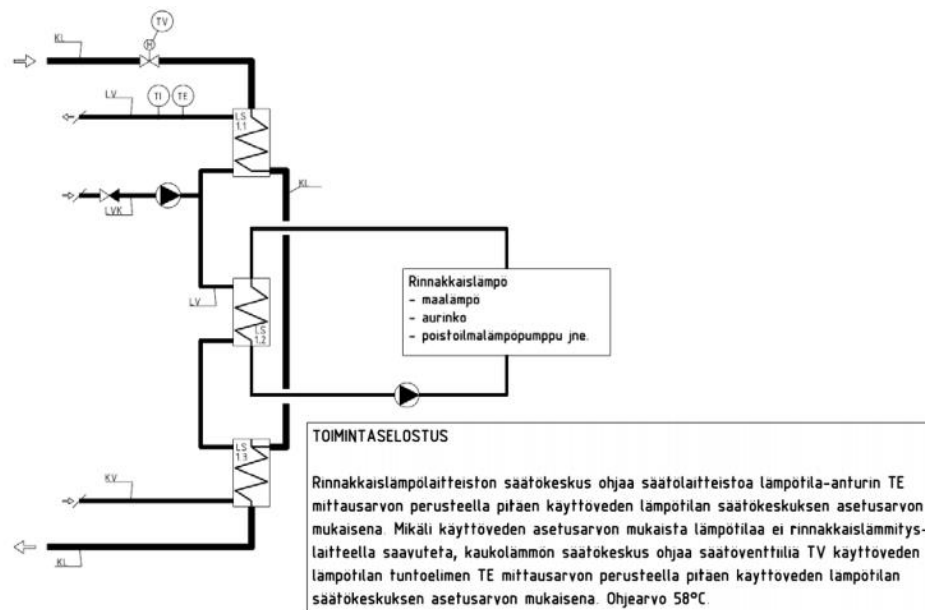 TV
KL
M
LV
TI
TE
LS
1.1
KL
LVK
Rinnakkaislämpö
- maalämpö
- aurinko
- poistoilmalämpöpumppu jne.
LV
LS
1.2
TOIMINTASELOSTUS
LS
1.3
Rinnakkaislämpölaitteiston säätökeskus ohjaa säätölaitteistoa lämpötila-anturin TE
mittausarvon perusteella pitäen käyttöveden lämpötilan säätökeskuksen asetusarvon
mukaisena. Mikäli käyttöveden asetusarvon mukaista lämpötilaa ei rinnakkaislämmitys-
laitteella saavuteta, kaukolämmön säätökeskus ohjaa säätöventtiiliä TV käyttöveden
lämpötilan tuntoelimen TE mittausarvon perusteella pitäen käyttöveden lämpötilan
säätökeskuksen asetusarvon mukaisena. Ohjearvo 58°C.
KV
KL